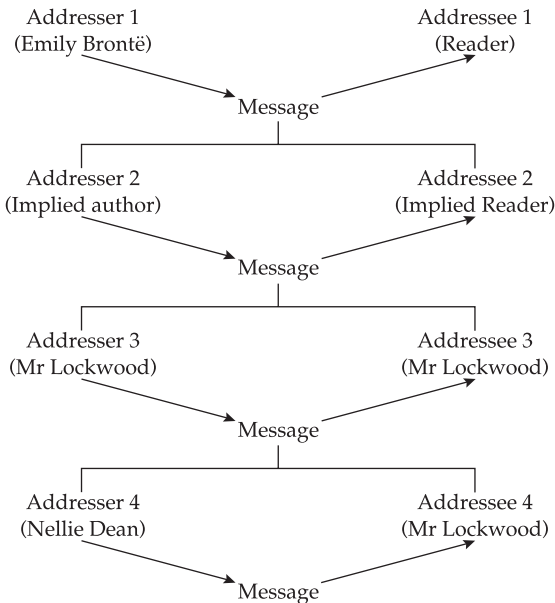 Addresser 1
(Emily Brontë)
Addressee 1
(Reader)
Message
Addresser 2
(Implied author)
Addressee 2
(Implied Reader)
Message
Addresser 3
(Mr Lockwood)
Addressee 3
(Mr Lockwood)
Message
Addresser 4
(Nellie Dean)
Addressee 4
(Mr Lockwood)
Message